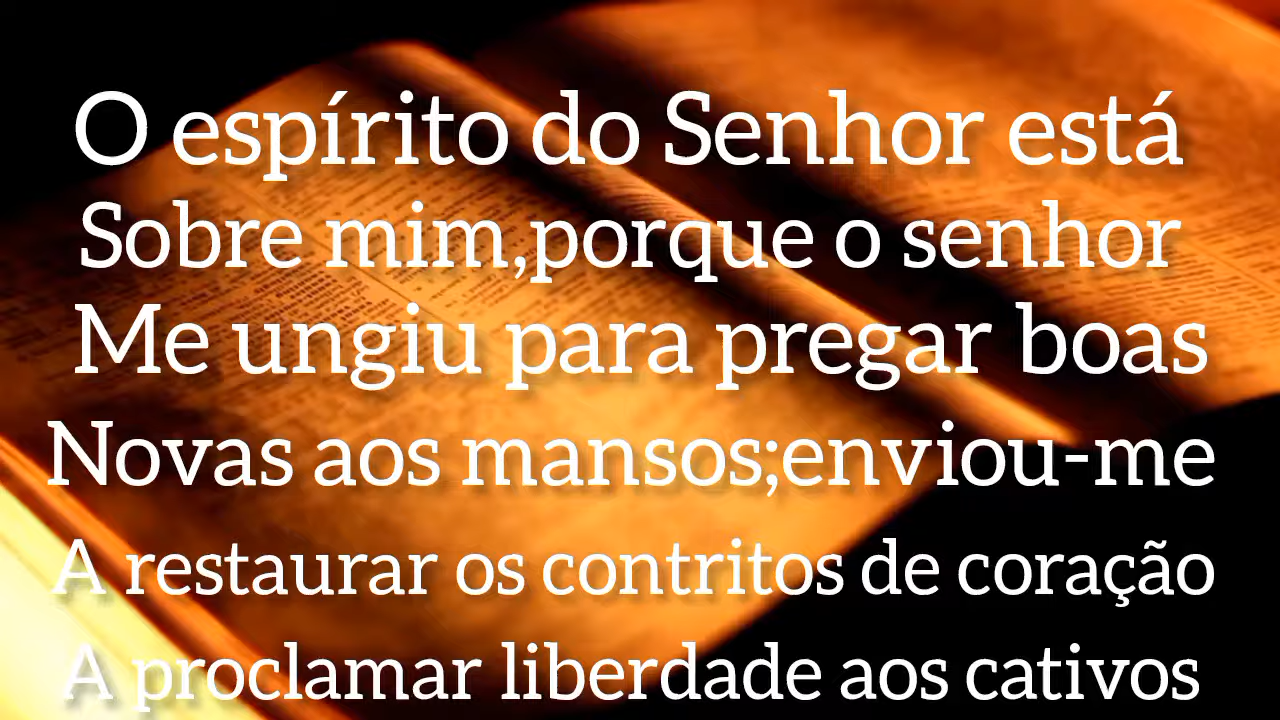 O espírito do Senhor está
Sobre mim,porque o senhor
Me ungiu para pregar boas
Novas aos mansos;enviou-me
A restaurar os contritos de coração
A proclamar liberdade aos cativos